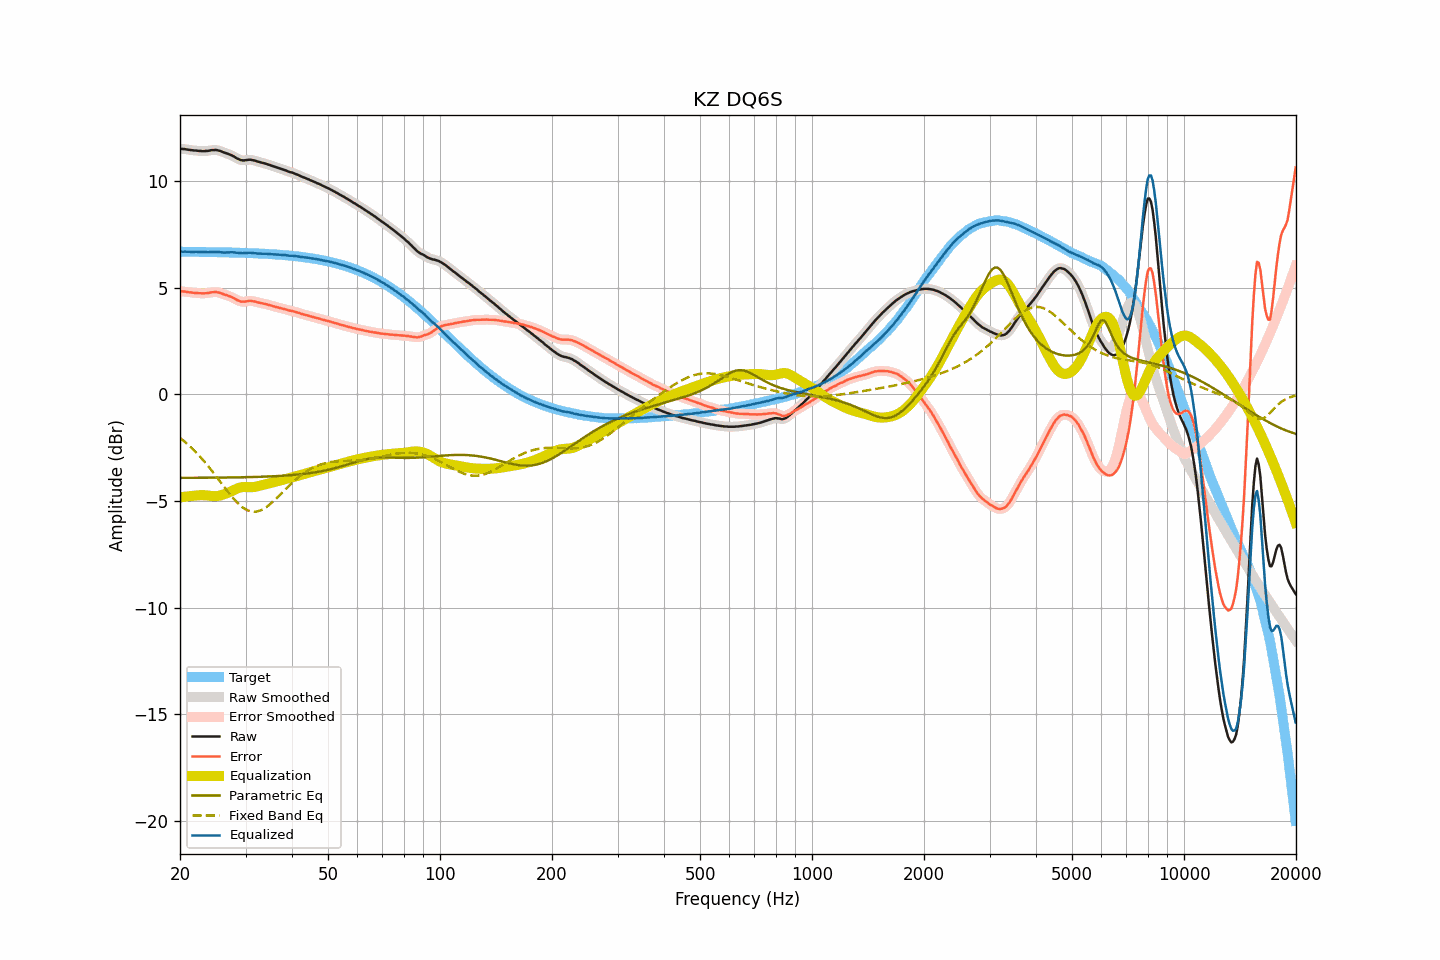 KZ DQ6S
Amplitude (dBr)
10
5
0
−5
−10
−15
−20
Target
Raw Smoothed
Error Smoothed
Raw
Error
Equalization
Parametric Eq
Fixed Band Eq
Equalized
20 50 100 200 500 1000 2000 5000 10000 20000
Frequency (Hz)